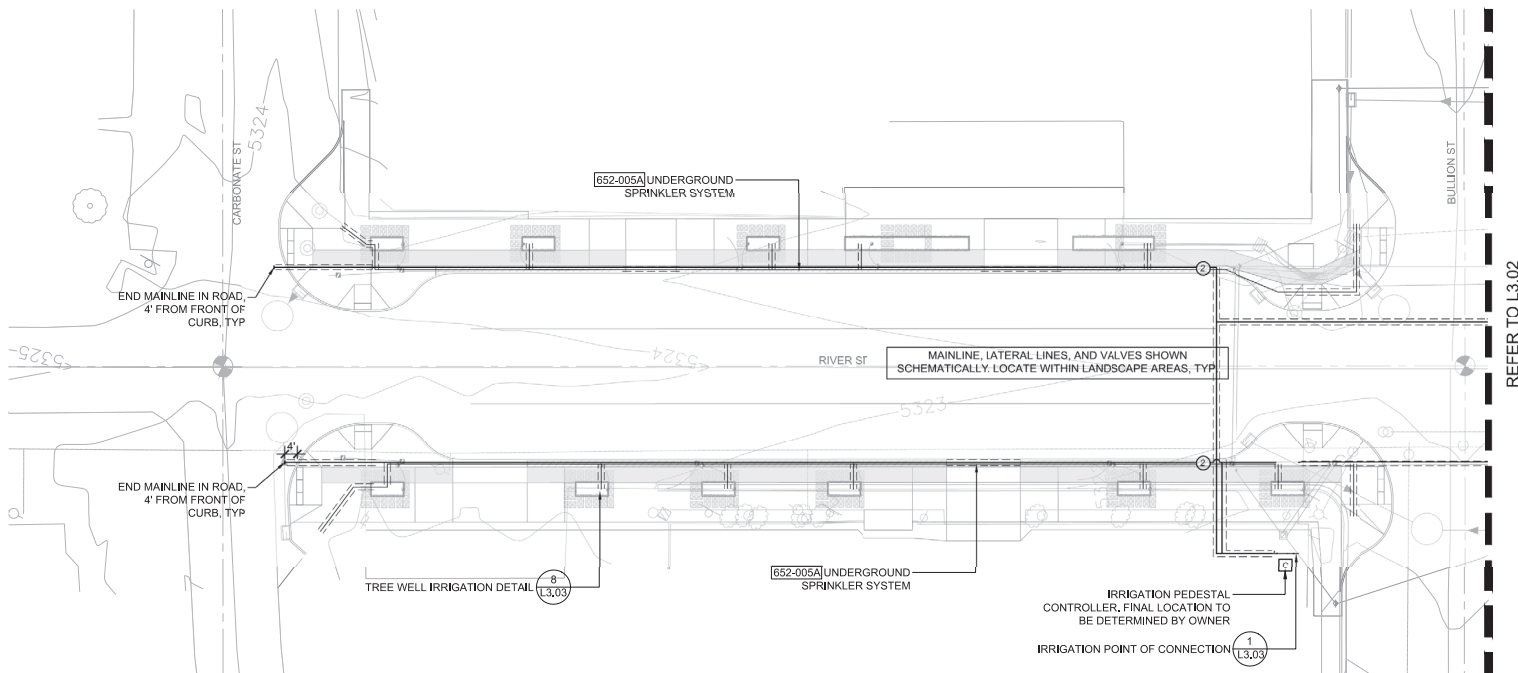 5324
CARBONATE ST
BULLION ST
652-005A UNDERGROUND
SPRINKLER SYSTEM
2
END MAINLINE IN ROAD,
4' FROM FRONT OF
CURB, TYP
REFER TO L3.02
5325
5324
RIVER ST
MAINLINE, LATERAL LINES, AND VALVES SHOWN
SCHEMATICALLY. LOCATE WITHIN LANDSCAPE AREAS, TYP
5323
4'
2
END MAINLINE IN ROAD,
4' FROM FRONT OF
CURB, TYP
TREE WELL IRRIGATION DETAIL
8
L3.03
652-005A UNDERGROUND
SPRINKLER SYSTEM
C
IRRIGATION PEDESTAL
CONTROLLER. FINAL LOCATION TO
BE DETERMINED BY OWNER
IRRIGATION POINT OF CONNECTION
1
L3.03